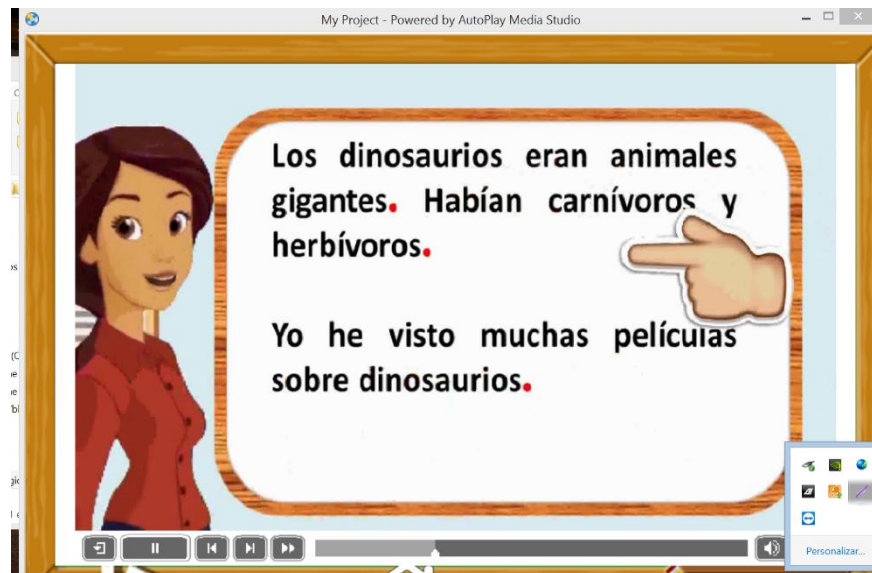 My Project - Powered by AutoPlay Media Studio
Los dinosaurios eran animales
gigantes. Habían carnívoros y
herbívoros.
Yo he visto muchas películas
sobre dinosaurios.
Personalizar...